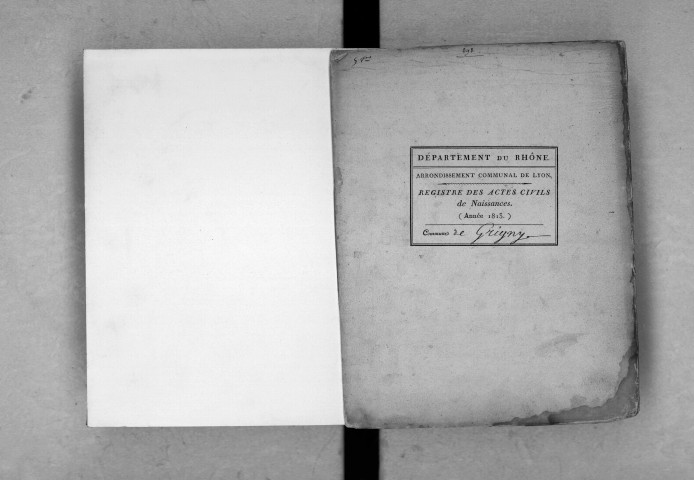 DÉPARTEMENT DU RHÔNE
ARRONDISSEMENT COMMUNAL DE LYON,
REGISTRE DES ACTES CIVILS
de Naissances.
( Année 1813. )
Commune de Grigny